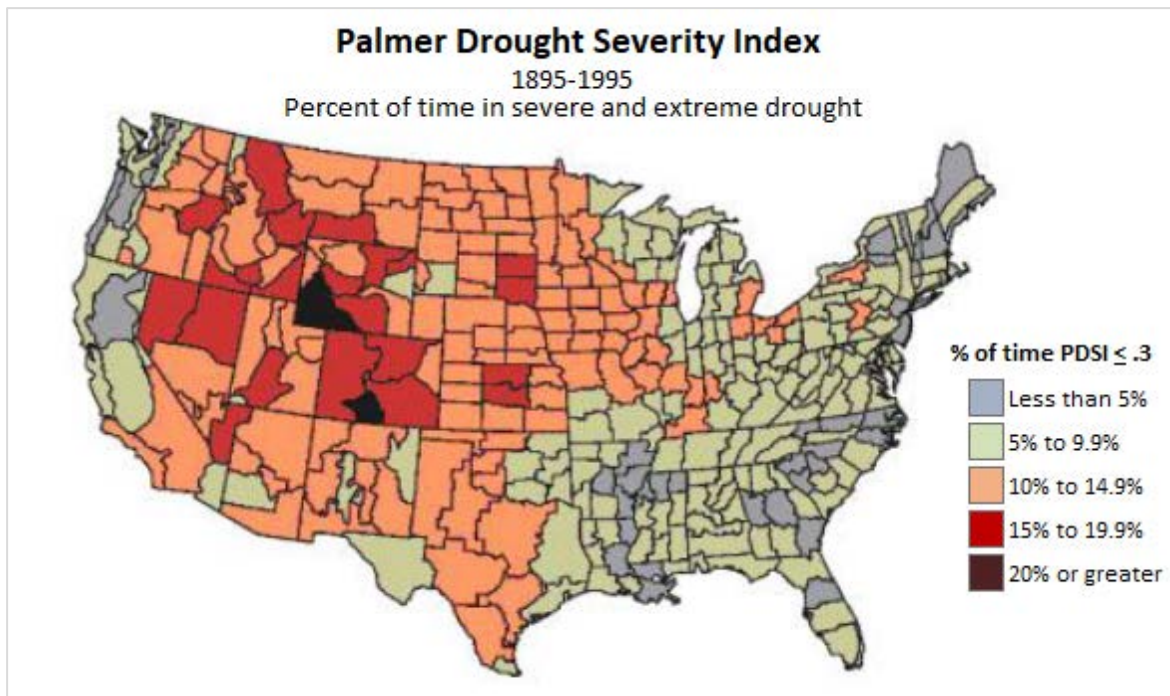 Palmer Drought Severity Index
1895-1995
Percent of time in severe and extreme drought
% of time PDSI ≤ .3
Less than 5%
5% to 9.9%
10% to 14.9%
15% to 19.9%
20% or greater